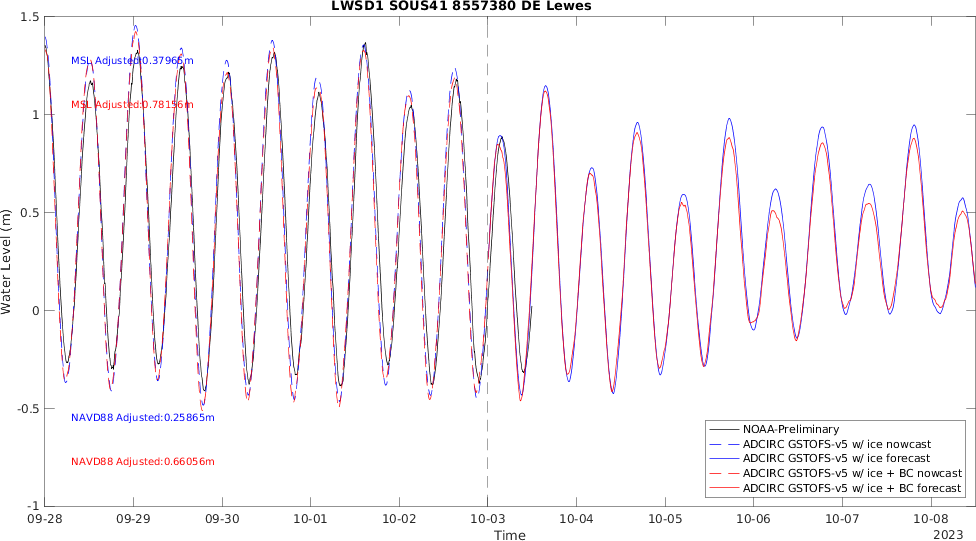 LWSD1 SOUS41 8557380 DE Lewes
1.5
1
0.5
0
-0.5
-1
Water Level (m)
MSL Adjusted:0.37965m
MSL Adjusted:0.78156m
NAVD88 Adjusted:0.25865m
NAVD88 Adjusted:0.66056m
NOAA-Preliminary
ADCIRC GSTOFS-v5 w/ ice nowcast
ADCIRC GSTOFS-v5 w/ ice forecast
ADCIRC GSTOFS-v5 w/ ice + BC nowcast
ADCIRC GSTOFS-v5 w/ ice + BC forecast
09-28 09-29 09-30 10-01 10-02 10-03 10-04 10-05 10-06 10-07 10-08
Time
2023